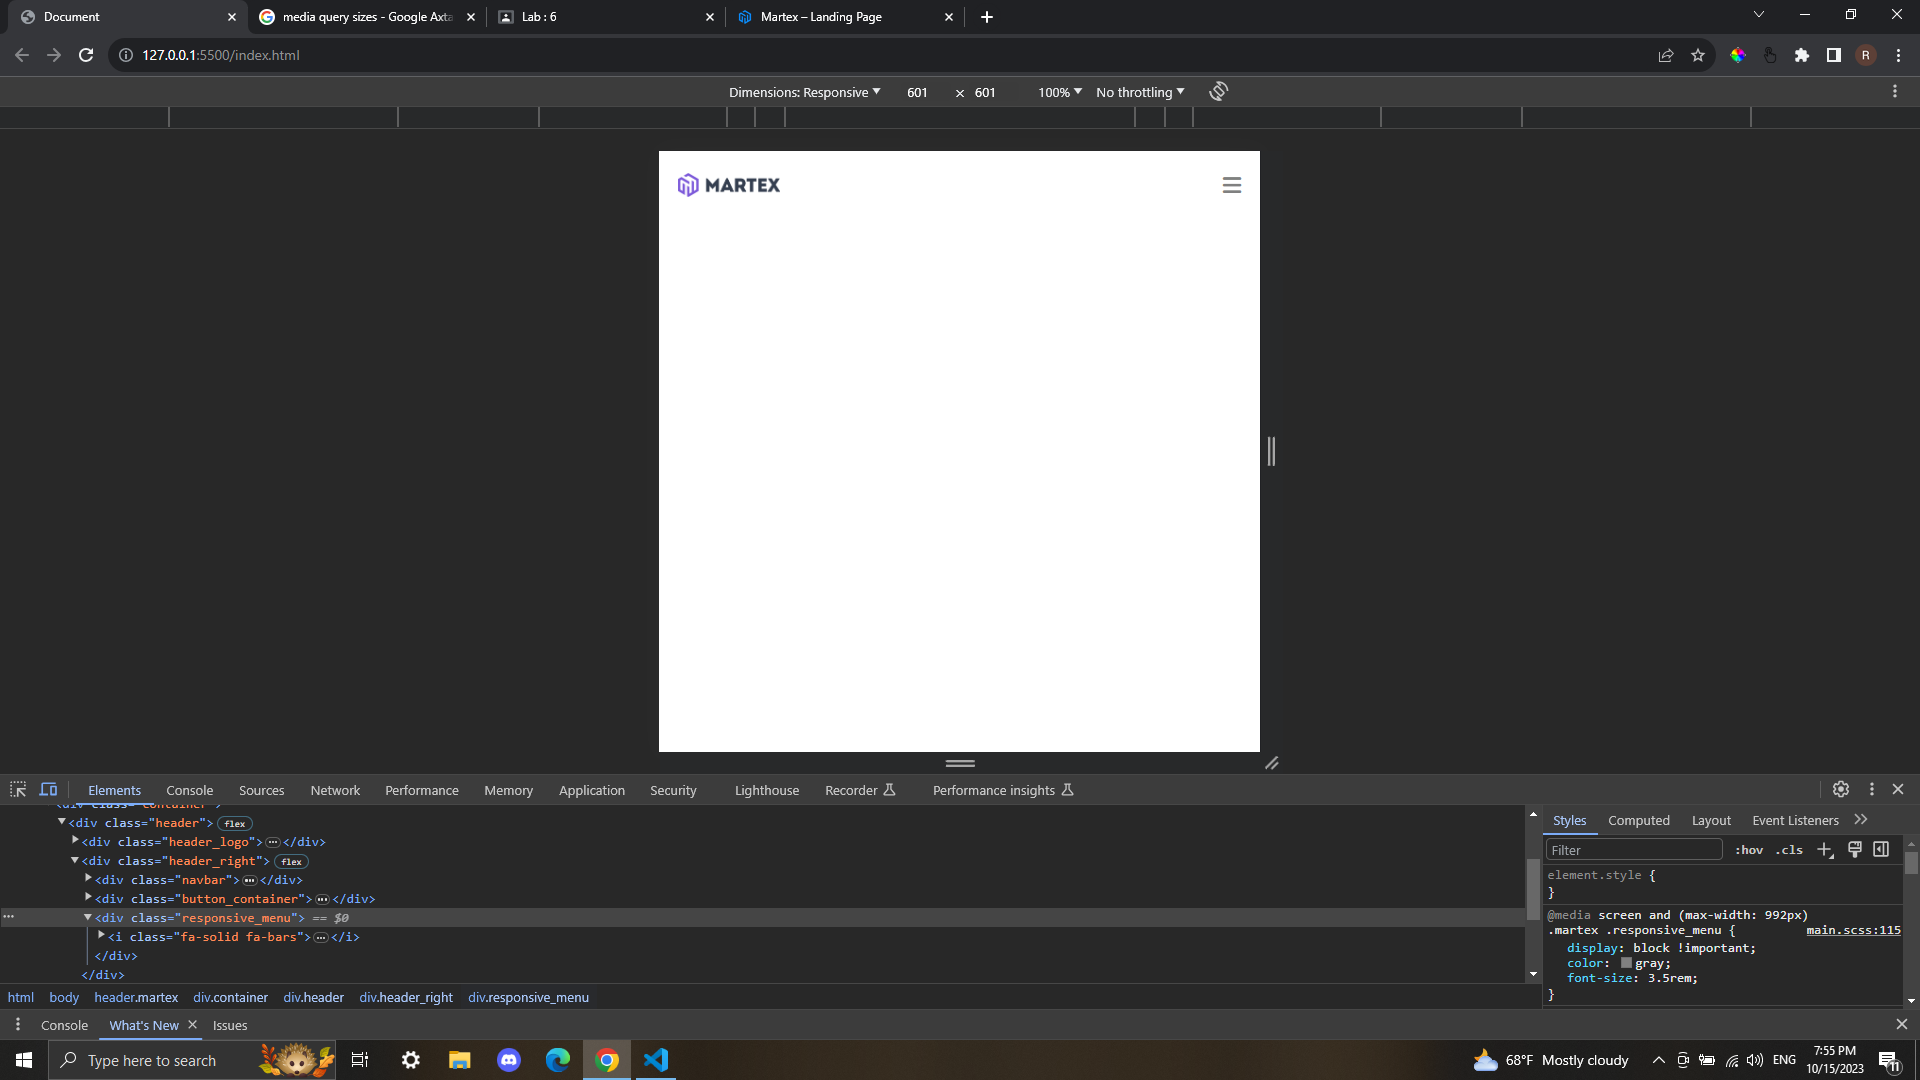 Document
media query sizes - Google Axta
Lab : 6
Martex – Landing Page
127.0.0.1:5500/index.html
R
Dimensions: Responsive
601
×
601
100%
No throttling
MARTEX
Elements
Console
Sources
Network
Performance
Memory
Application
Security
Lighthouse
Recorder
Performance insights
<div class="header"> flex
<div class="header_logo"> … </div>
<div class="header_right"> flex
<div class="navbar"> … </div>
<div class="button_container"> … </div>
<div class="responsive_menu"> == $0
<i class="fa-solid fa-bars"> … </i>
</div>
</div>
html body header.martex div.container div.header div.header_right div.responsive_menu
Styles
Computed
Layout
Event Listeners
Filter
:hov
.cls
element.style {
}
@media screen and (max-width: 992px)
.martex .responsive_menu {
main.scss:115
display: block !important;
color: gray;
font-size: 3.5rem;
}
Console
What's New
Issues
Type here to search
68°F Mostly cloudy
ENG
7:55 PM
10/15/2023
11